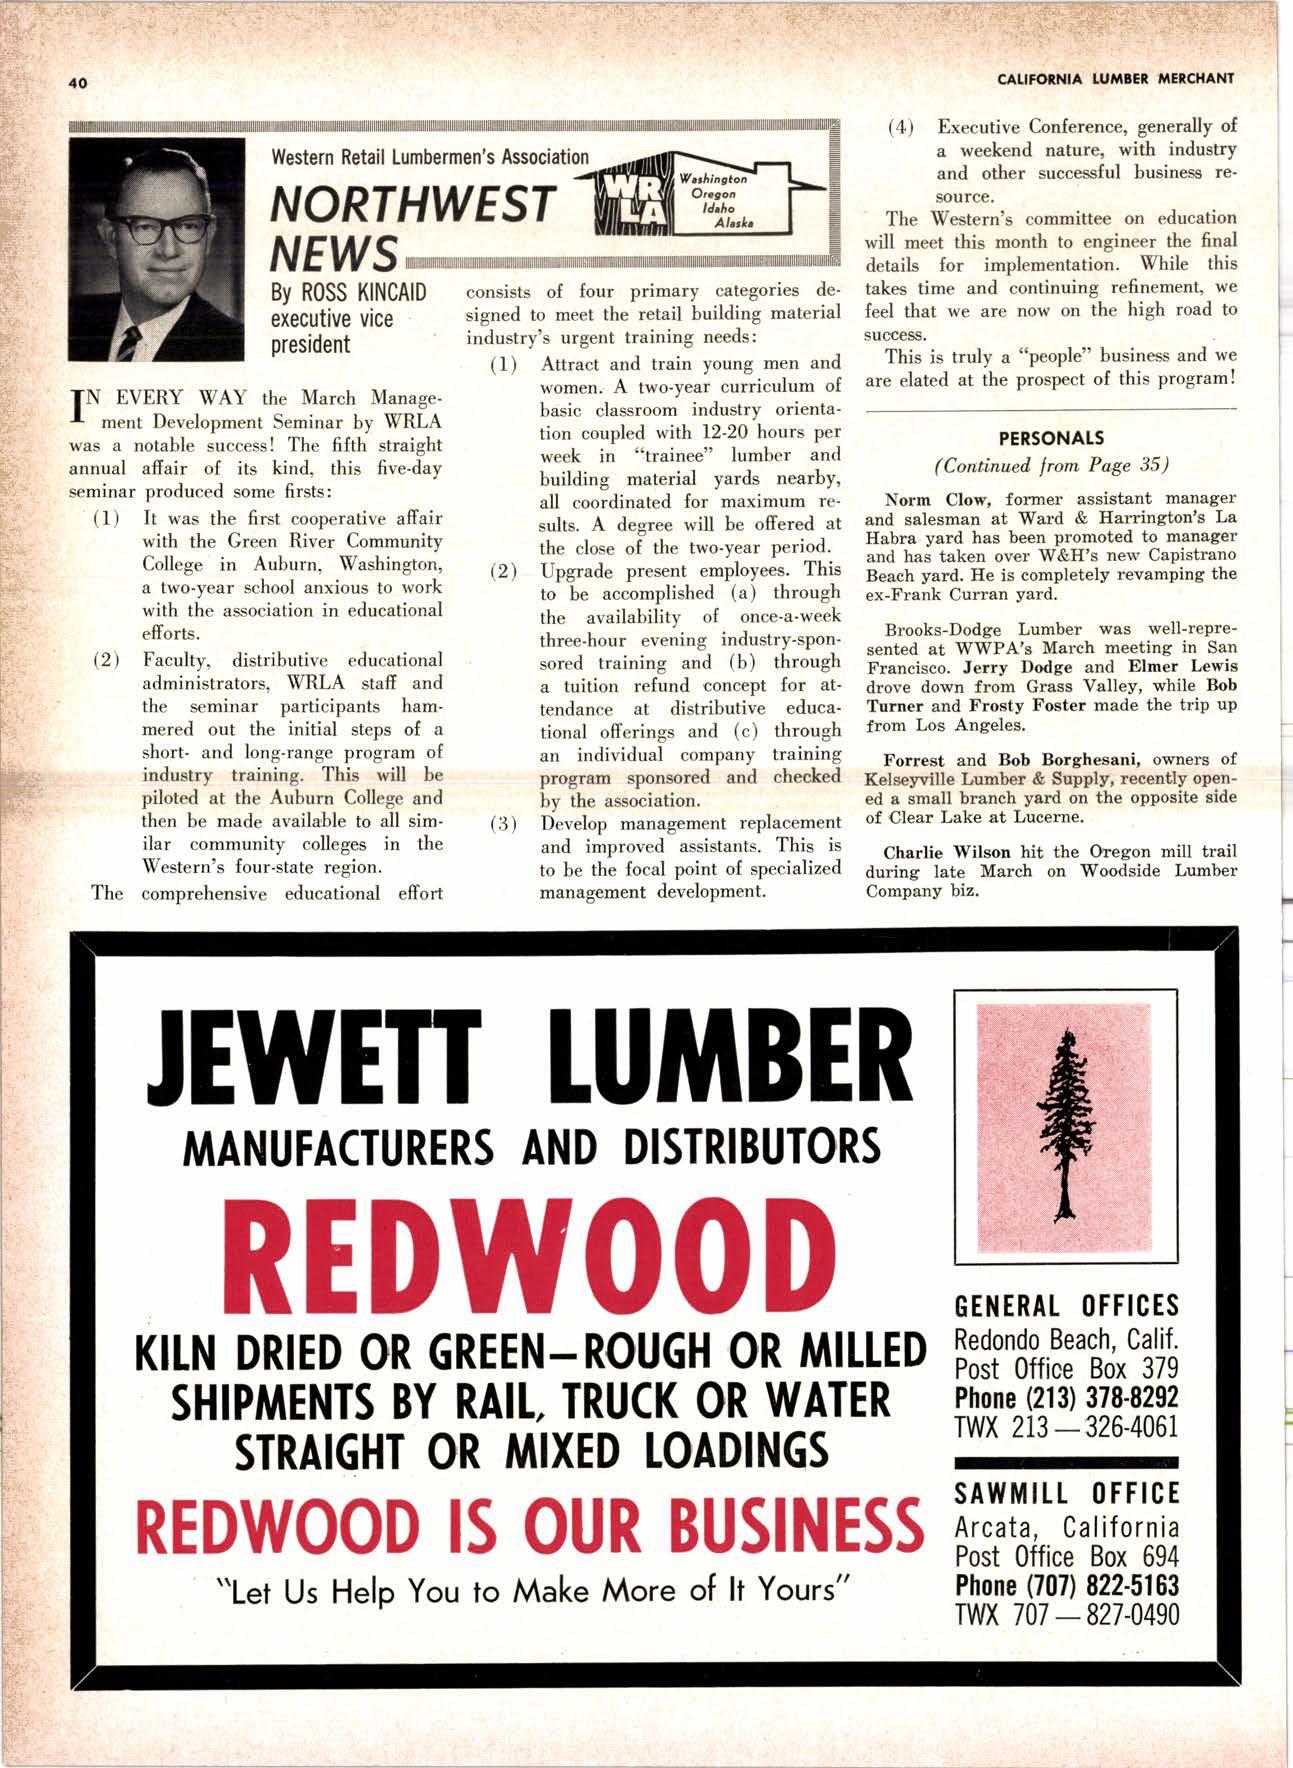 40
CALIFORNIA LUMBER MERCHANT
Western Retail Lumbermen's Association
NORTHWEST
NEWS
WR
LA
Washington
Oregon
Idaho
Alaska
By ROSS KINCAID
executive vice
president
IN EVERY WAY the March Manage-
ment Development Seminar by WRLA
was a notable success! The fifth straight
annual affair of its kind, this five-day
seminar produced some firsts:
(1) It was the first cooperative affair
with the Green River Community
College in Auburn, Washington,
a two-year school anxious to work
with the association in educational
efforts.
(2) Faculty, distributive educational
administrators, WRLA staff and
the seminar participants ham-
mered out the initial steps of a
short- and long-range program of
industry training. This will be
piloted at the Auburn College and
then be made available to all sim-
ilar community colleges in the
Western's four-state region.
The comprehensive educational effort
consists of four primary categories de-
signed to meet the retail building material
industry's urgent training needs:
(1) Attract and train young men and
women. A two-year curriculum of
basic classroom industry orienta-
tion coupled with 12-20 hours per
week in "trainee" lumber and
building material yards nearby,
all coordinated for maximum re-
sults. A degree will be offered at
the close of the two-year period.
(2) Upgrade present employees. This
to be accomplished (a) through
the availability of once-a-week
three-hour evening industry-spon-
sored training and (b) through
a tuition refund concept for at-
tendance at distributive educa-
tional offerings and (c) through
an individual company training
program sponsored and checked
by the association.
(3) Develop management replacement
and improved assistants. This is
to be the focal point of specialized
management development.
(4) Executive Conference, generally of
a weekend nature, with industry
and other successful business re-
source.
The Western's committee on education
will meet this month to engineer the final
details for implementation. While this
takes time and continuing refinement, we
feel that we are now on the high road to
success.
This is truly a "people" business and we
are elated at the prospect of this program!
PERSONALS
(Continued from Page 35)
Norm Clow, former assistant manager
and salesman at Ward & Harrington's La
Habra yard has been promoted to manager
and has taken over W&H's new Capistrano
Beach yard. He is completely revamping the
ex-Frank Curran yard.
Brooks-Dodge Lumber was well-repre-
sented at WWPA's March meeting in San
Francisco. Jerry Dodge and Elmer Lewis
drove down from Grass Valley, while Bob
Turner and Frosty Foster made the trip up
from Los Angeles.
Forrest and Bob Borghesani, owners of
Kelseyville Lumber & Supply, recently open-
ed a small branch yard on the opposite side
of Clear Lake at Lucerne.
Charlie Wilson hit the Oregon mill trail
during late March on Woodside Lumber
Company biz.
JEWETT LUMBER
MANUFACTURERS AND DISTRIBUTORS
REDWOOD
KILN DRIED OR GREEN—ROUGH OR MILLED
SHIPMENTS BY RAIL, TRUCK OR WATER
STRAIGHT OR MIXED LOADINGS
REDWOOD IS OUR BUSINESS
"Let Us Help You to Make More of It Yours"
GENERAL OFFICES
Redondo Beach, Calif.
Post Office Box 379
Phone (213) 378-8292
TWX 213 — 326-4061
SAWMILL OFFICE
Arcata, California
Post Office Box 694
Phone (707) 822-5163
TWX 707 — 827-0490